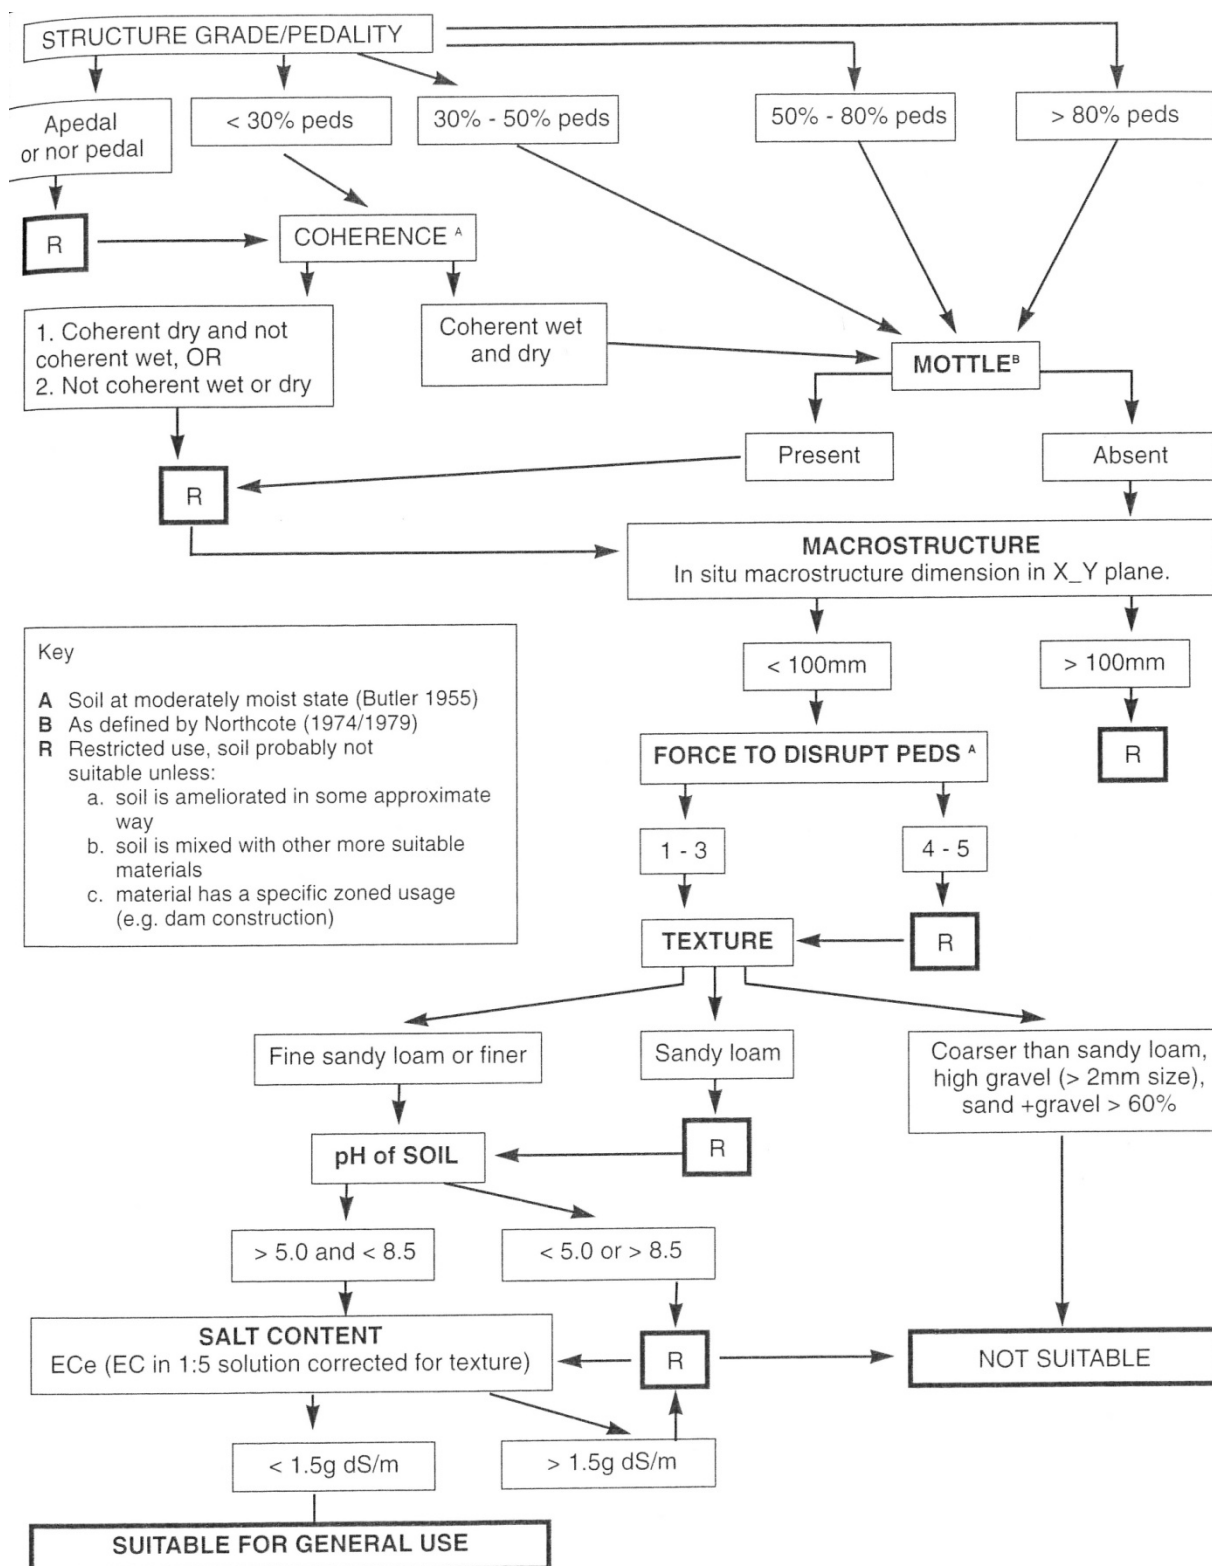 STRUCTURE GRADE/PEDALITY
Apedal
or nor pedal
< 30% peds
30% - 50% peds
50% - 80% peds
> 80% peds
R
COHERENCE A
1. Coherent dry and not
coherent wet, OR
2. Not coherent wet or dry
Coherent wet
and dry
MOTTLEB
Present
Absent
R
MACROSTRUCTURE
In situ macrostructure dimension in X_Y plane.
< 100mm
> 100mm
R
Key
A Soil at moderately moist state (Butler 1955)
B As defined by Northcote (1974/1979)
R Restricted use, soil probably not
suitable unless:
a. soil is ameliorated in some approximate
way
b. soil is mixed with other more suitable
materials
c. material has a specific zoned usage
(e.g. dam construction)
FORCE TO DISRUPT PEDS A
1 - 3
4 - 5
TEXTURE
R
Fine sandy loam or finer
Sandy loam
Coarser than sandy loam,
high gravel (> 2mm size),
sand +gravel > 60%
R
pH of SOIL
> 5.0 and < 8.5
< 5.0 or > 8.5
SALT CONTENT
ECe (EC in 1:5 solution corrected for texture)
R
NOT SUITABLE
< 1.5g dS/m
> 1.5g dS/m
SUITABLE FOR GENERAL USE